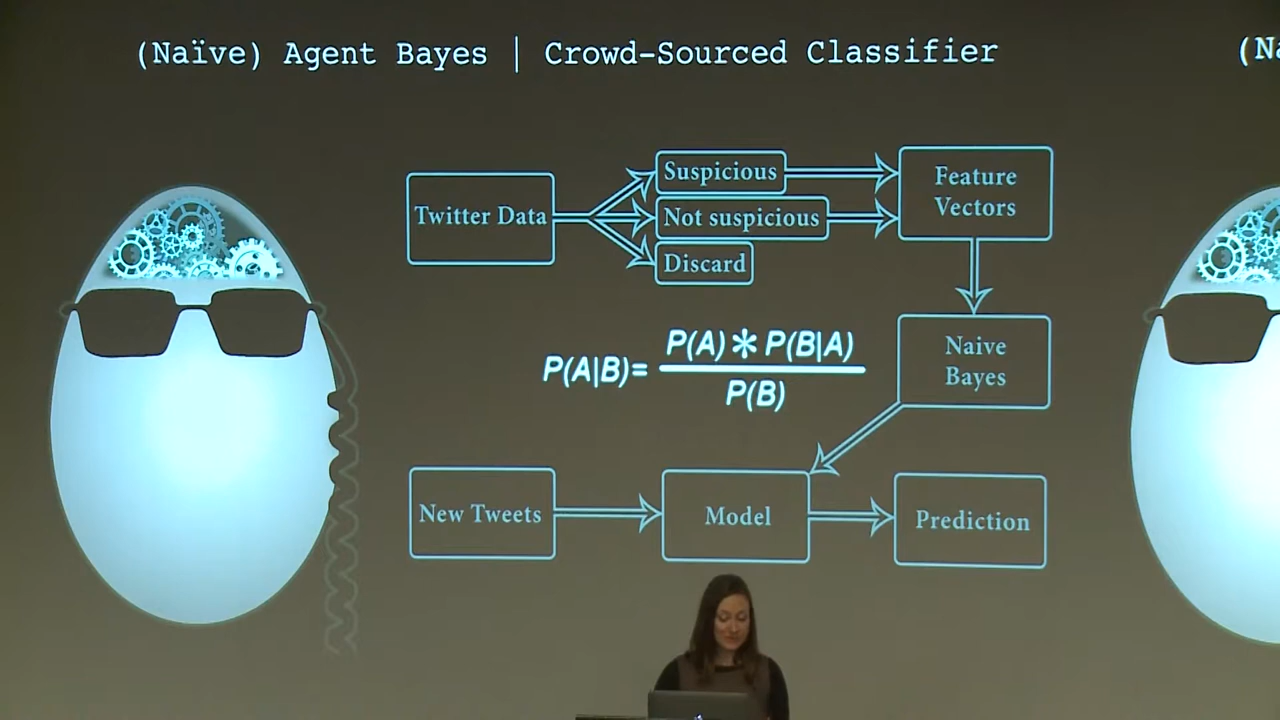 (Naïve) Agent Bayes | Crowd-Sourced Classifier
(Na
Twitter Data
Suspicious
Not suspicious
Discard
Feature
Vectors
P(A|B)= P(A) * P(B|A) / P(B)
Naive
Bayes
New Tweets
Model
Prediction